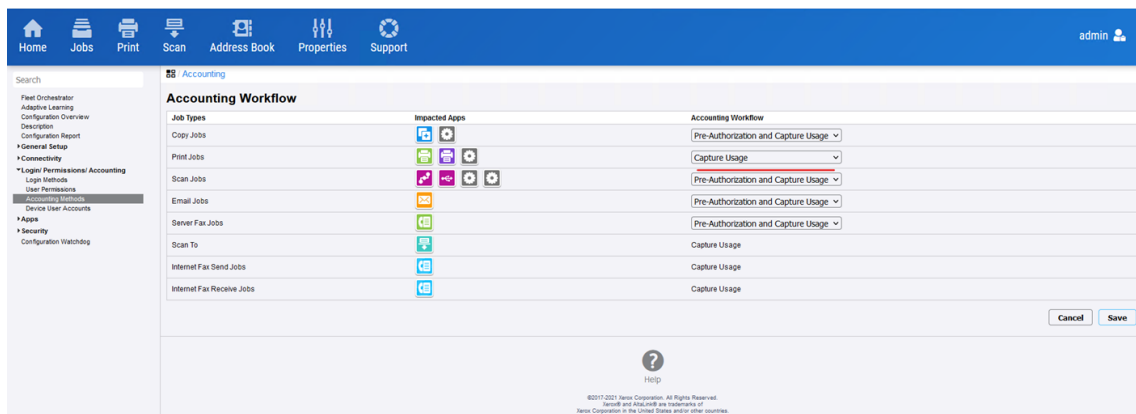 Home Jobs Print Scan Address Book Properties Support admin
Search
Fleet Orchestrator
Adaptive Learning
Configuration Overview
Description
Configuration Report
General Setup
Connectivity
Login/ Permissions/ Accounting
Login Methods
User Permissions
Accounting Methods
Device User Accounts
Apps
Security
Configuration Watchdog
/ Accounting
Accounting Workflow
Job Types Impacted Apps Accounting Workflow
Copy Jobs Pre-Authorization and Capture Usage
Print Jobs Capture Usage
Scan Jobs Pre-Authorization and Capture Usage
Email Jobs Pre-Authorization and Capture Usage
Server Fax Jobs Pre-Authorization and Capture Usage
Scan To Capture Usage
Internet Fax Send Jobs Capture Usage
Internet Fax Receive Jobs Capture Usage
Cancel Save
?
Help
©2017-2021 Xerox Corporation. All Rights Reserved.
Xerox® and AltaLink® are trademarks of
Xerox Corporation in the United States and/or other countries.